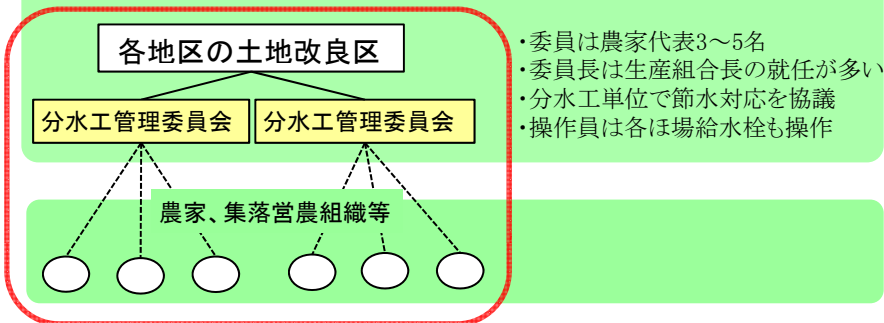 各地区の土地改良区
分水工管理委員会
分水工管理委員会
農家、集落営農組織等
・委員は農家代表3～5名
・委員長は生産組合長の就任が多い
・分水工単位で節水対応を協議
・操作員は各ほ場給水栓も操作